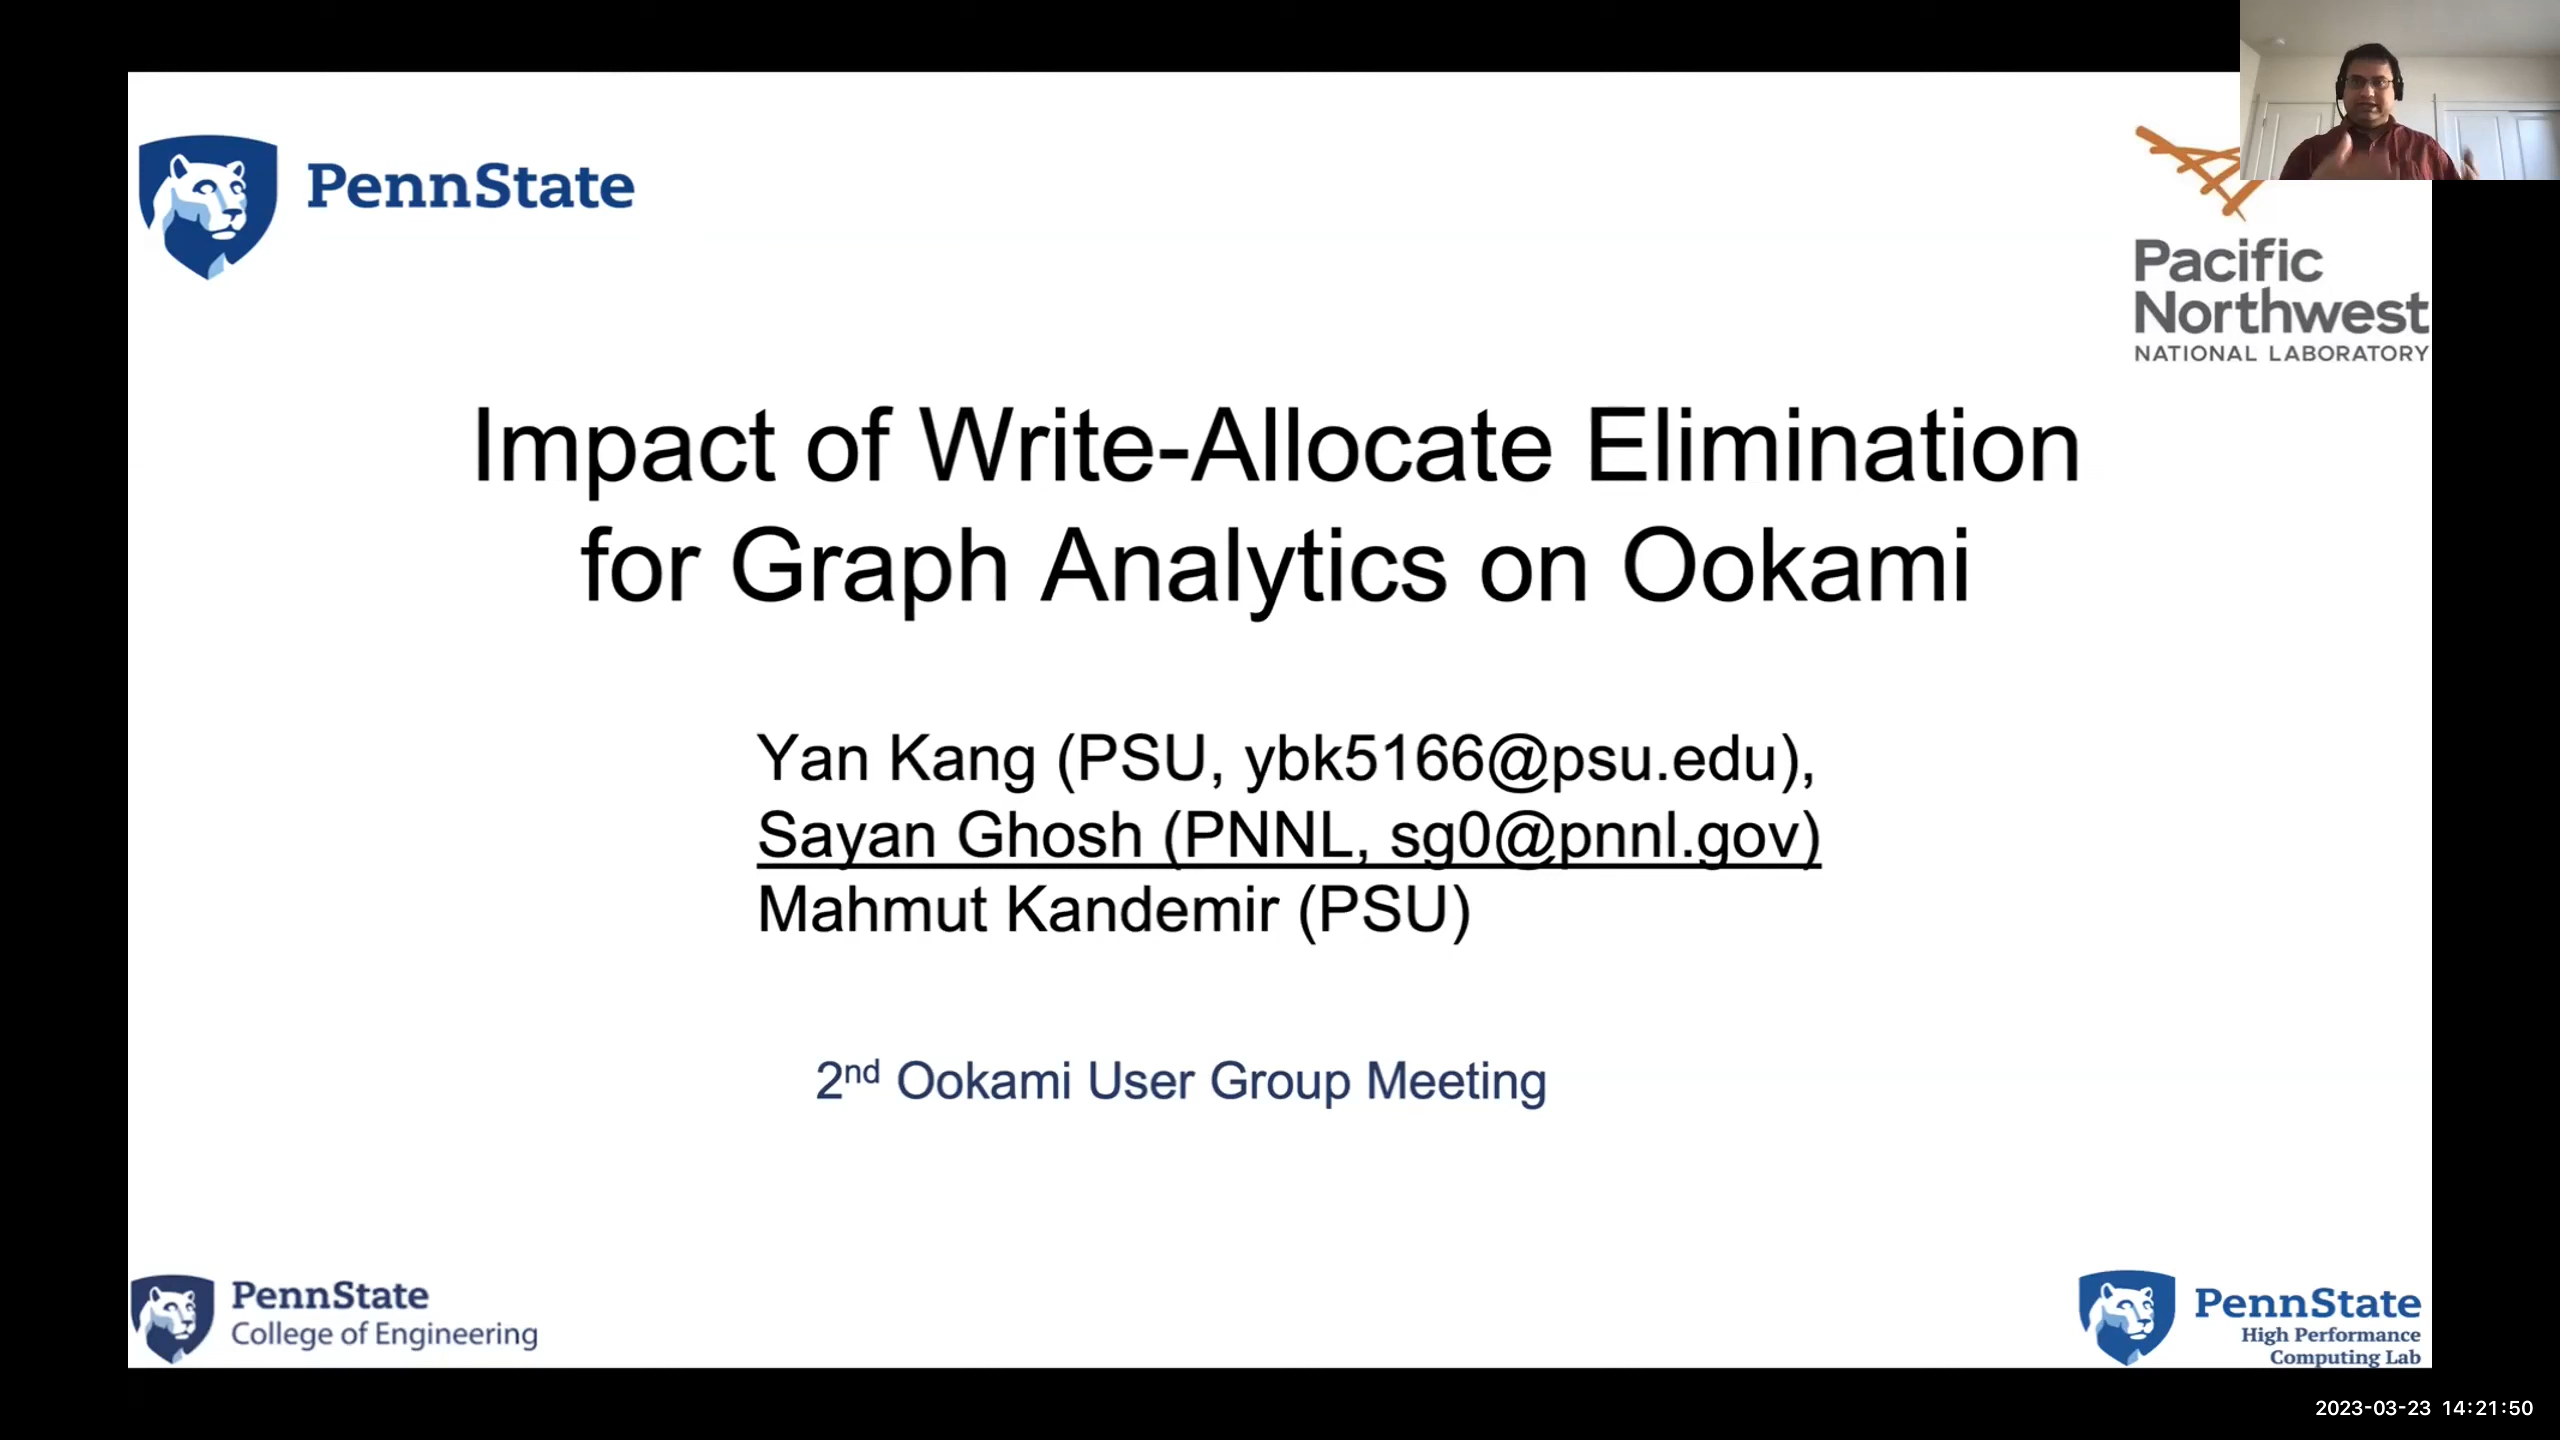 PennState
Pacific
Northwest
NATIONAL LABORATORY
Impact of Write-Allocate Elimination
for Graph Analytics on Ookami
Yan Kang (PSU, ybk5166@psu.edu),
Sayan Ghosh (PNNL, sg0@pnnl.gov)
Mahmut Kandemir (PSU)
2nd Ookami User Group Meeting
PennState
College of Engineering
PennState
High Performance
Computing Lab
2023-03-23 14:21:50